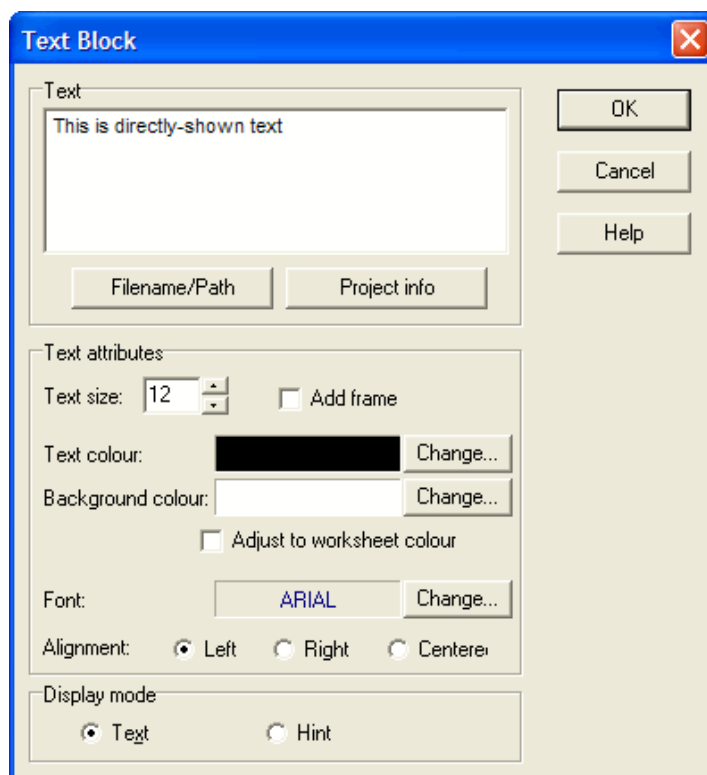 Text Block
Text
This is directly-shown text
OK
Cancel
Help
Filename/Path Project info
Text attributes
Text size: 12 Add frame
Text colour: Change...
Background colour: Change...
Adjust to worksheet colour
Font: ARIAL Change...
Alignment: Left Right Centere
Display mode
Text Hint